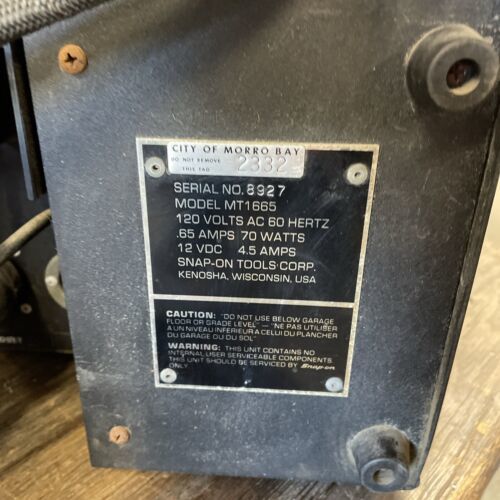 CITY OF MORRO BAY
DO NOT REMOVE
THIS TAG
2332
SERIAL NO. 8927
MODEL MT1665
120 VOLTS AC 60 HERTZ
.65 AMPS 70 WATTS
12 VDC 4.5 AMPS
SNAP-ON TOOLS CORP.
KENOSHA, WISCONSIN, USA
CAUTION: "DO NOT USE BELOW GARAGE
FLOOR OR GRADE LEVEL" — "NE PAS UTILISER
A UN NIVEAU INFERIEUR A CELUI DU PLANCHER
DU GARAGE OU DU SOL"
WARNING: THIS UNIT CONTAINS NO
INTERNAL USER SERVICEABLE COMPONENTS.
THIS UNIT SHOULD BE SERVICED BY Snap-on
ONLY.